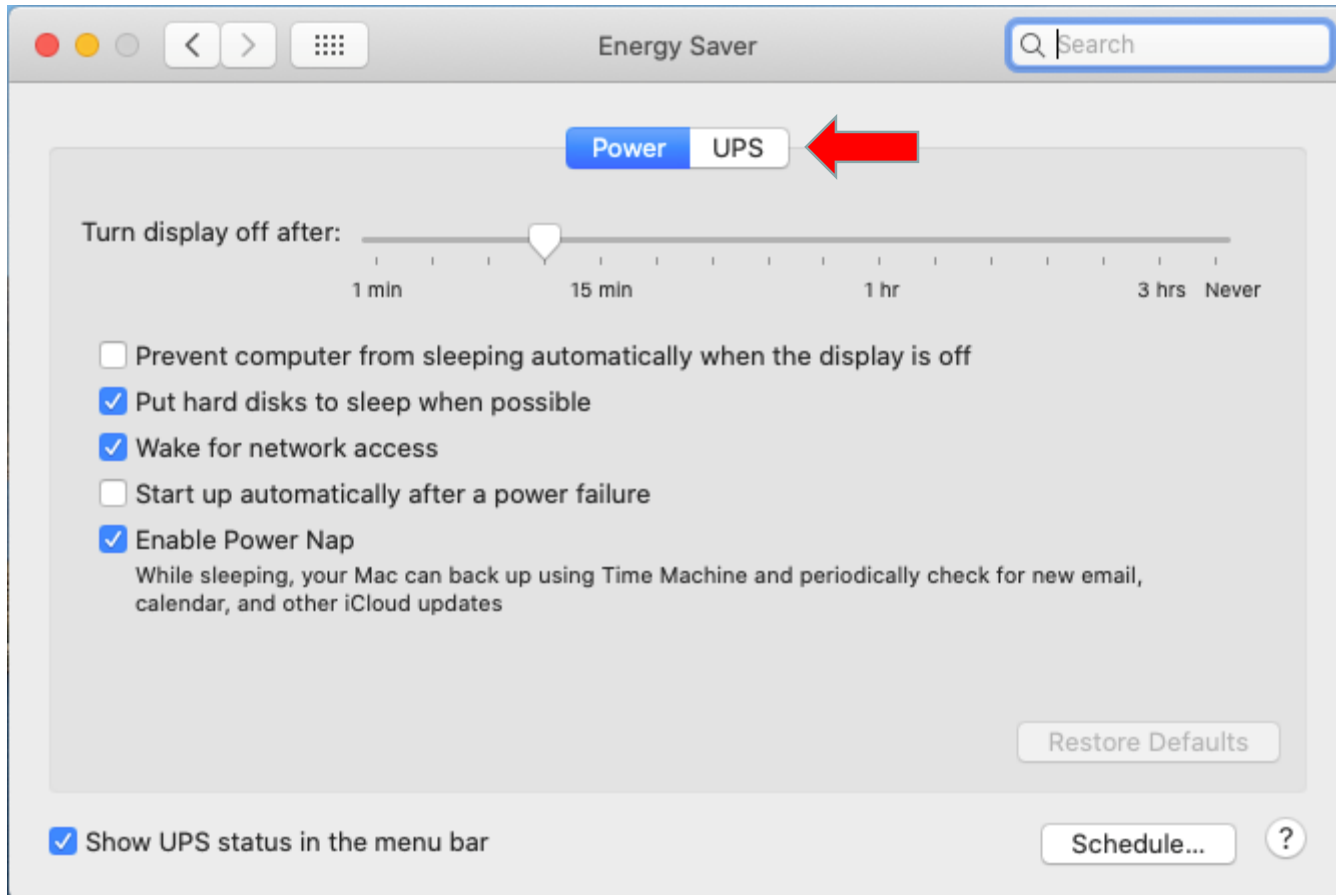 Energy Saver
Search
Power UPS
Turn display off after:
1 min 15 min 1 hr 3 hrs Never
Prevent computer from sleeping automatically when the display is off
Put hard disks to sleep when possible
Wake for network access
Start up automatically after a power failure
Enable Power Nap
While sleeping, your Mac can back up using Time Machine and periodically check for new email,
calendar, and other iCloud updates
Restore Defaults
Show UPS status in the menu bar
Schedule... ?